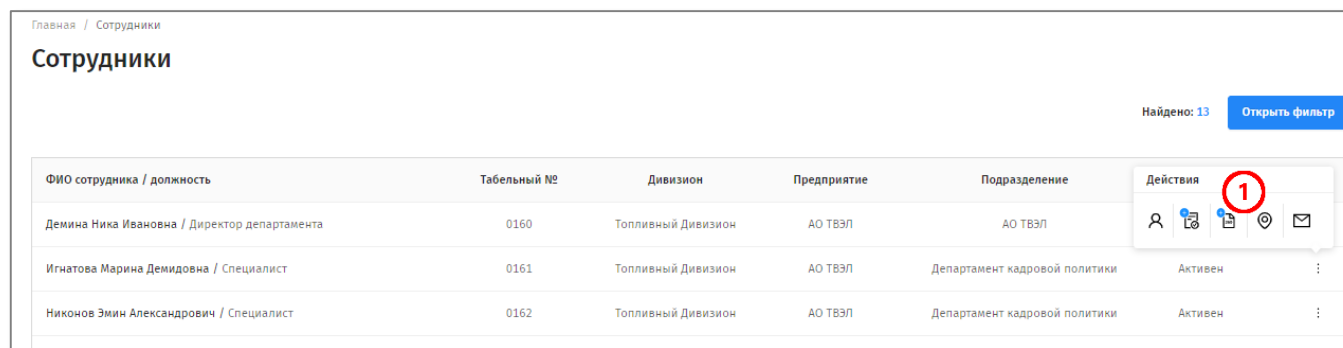 Главная / Сотрудники
Сотрудники
Найдено: 13 Открыть фильтр
ФИО сотрудника / должность Табельный № Дивизион Предприятие Подразделение Действия
1
Демина Ника Ивановна / Директор департамента 0160 Топливный Дивизион АО ТВЭЛ АО ТВЭЛ
Игнатова Марина Демидовна / Специалист 0161 Топливный Дивизион АО ТВЭЛ Департамент кадровой политики Активен
Никонов Эмин Александрович / Специалист 0162 Топливный Дивизион АО ТВЭЛ Департамент кадровой политики Активен